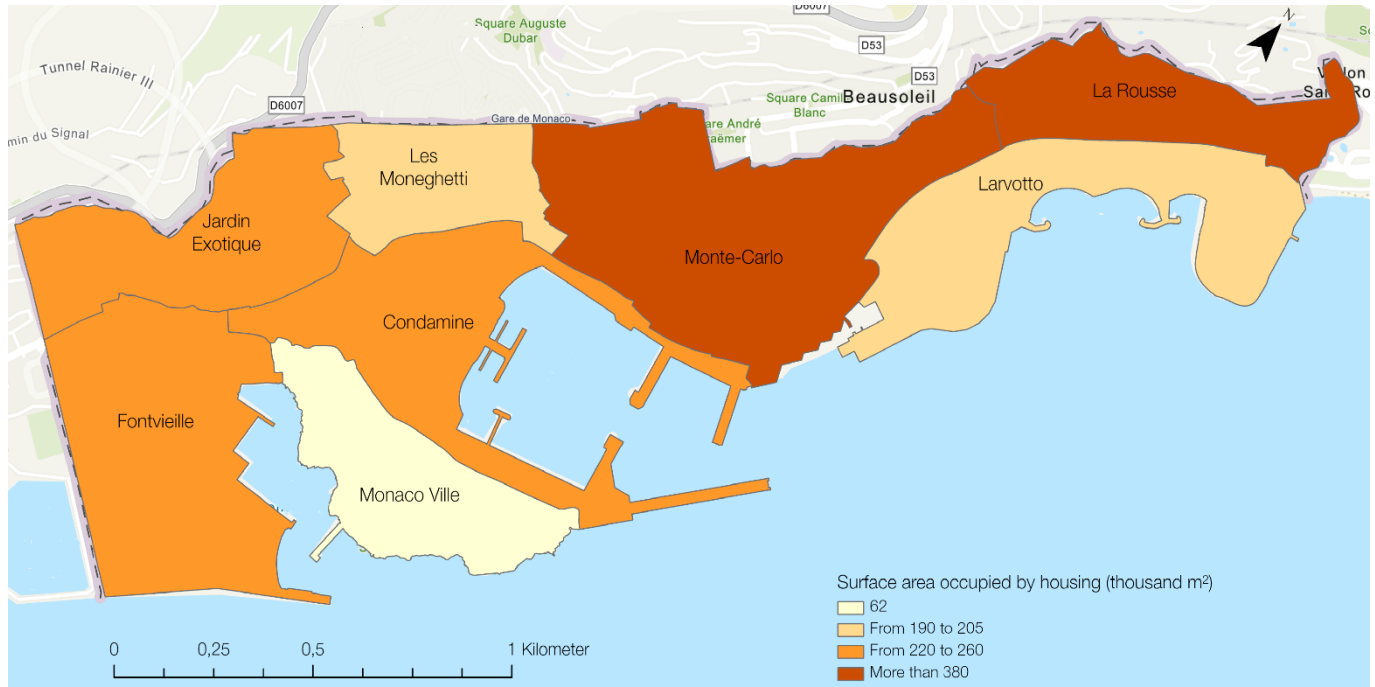 D6007
Square Auguste
Dubar
D53
N
Tunnel Rainier III
D53
La Rousse
Beausoleil
Square Camil
Blanc
D6007
Gare de Monaco
min du Signal
Les
Moneghetti
Larvotto
Jardin
Exotique
Monte-Carlo
Condamine
Fontvieille
Monaco Ville
Surface area occupied by housing (thousand m²)
62
From 190 to 205
From 220 to 260
More than 380
0 0,25 0,5 1 Kilometer